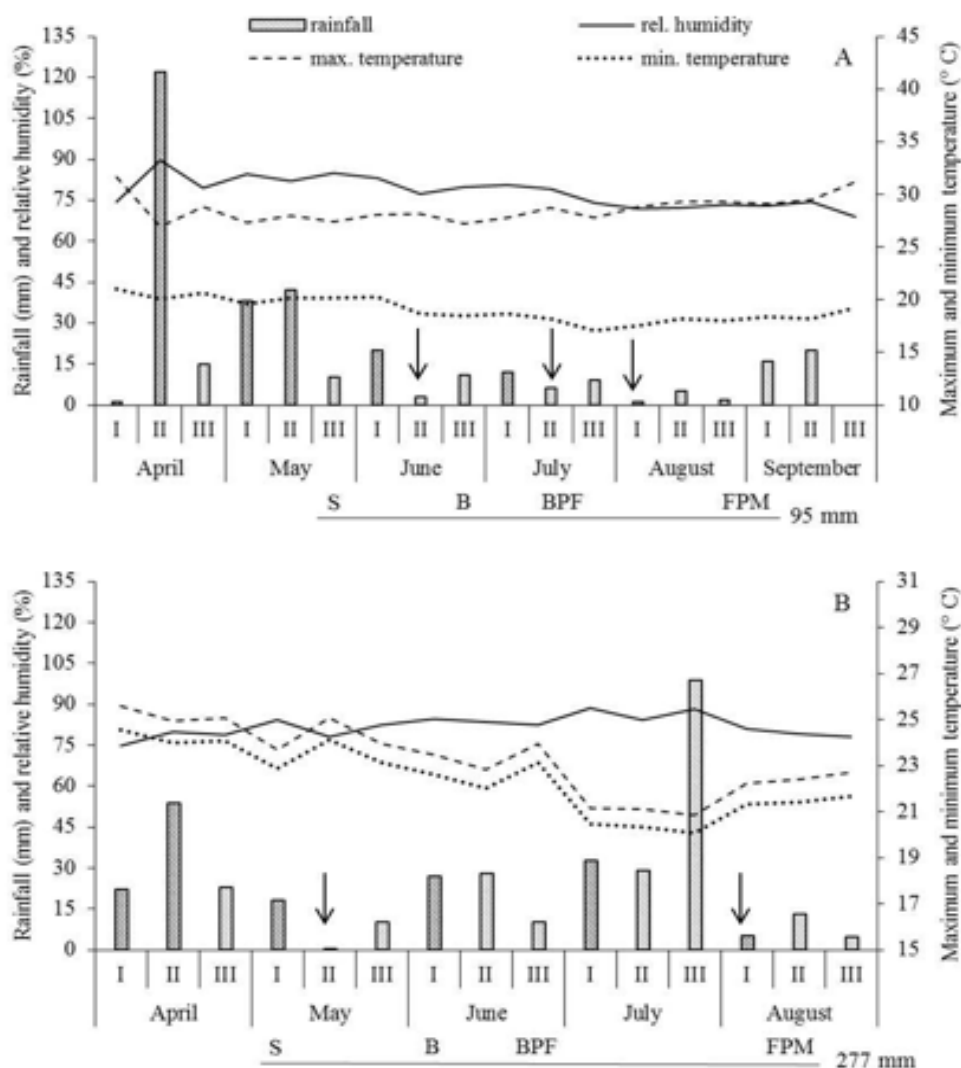 rainfall rel. humidity
max. temperature min. temperature
A
Rainfall (mm) and relative humidity (%)
135
120
105
90
75
60
45
30
15
0
Maximum and minimum temperature (° C)
45
40
35
30
25
20
15
10
I II III I II III I II III I II III I II III I II III
April May June July August September
S B BPF FPM 95 mm
B
Rainfall (mm) and relative humidity (%)
135
120
105
90
75
60
45
30
15
0
Maximum and minimum temperature (° C)
31
29
27
25
23
21
19
17
15
I II III I II III I II III I II III I II III
April May June July August
S B BPF FPM 277 mm